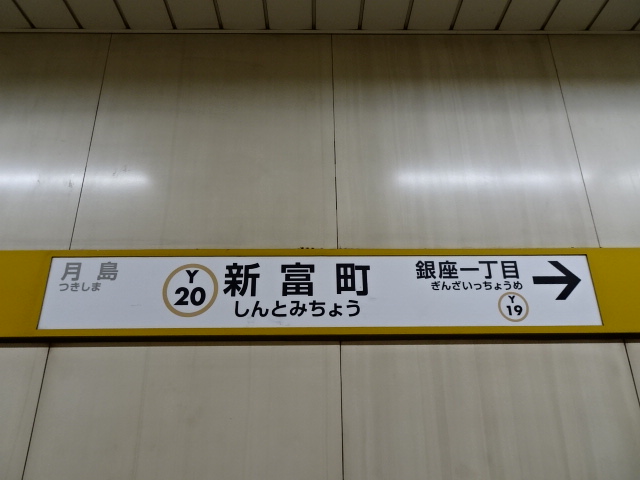 月島
つきしま
Y
20
新富町
しんとみちょう
銀座一丁目
ぎんざいっちょうめ
Y
19